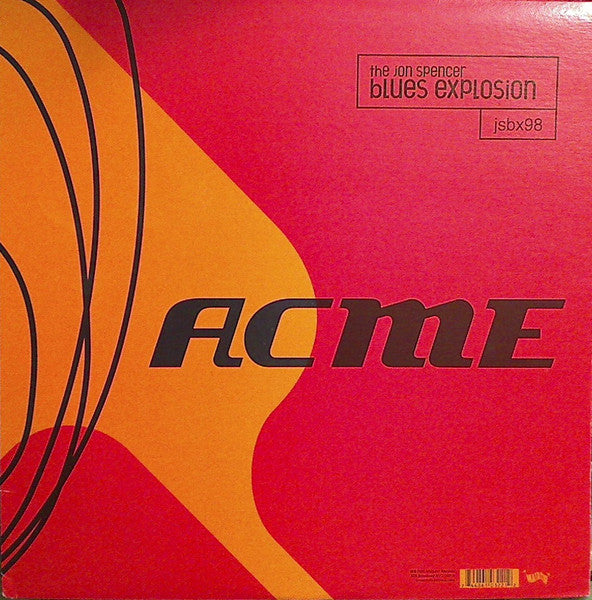 the jon spencer
blues explosion
jsbx98
ACME